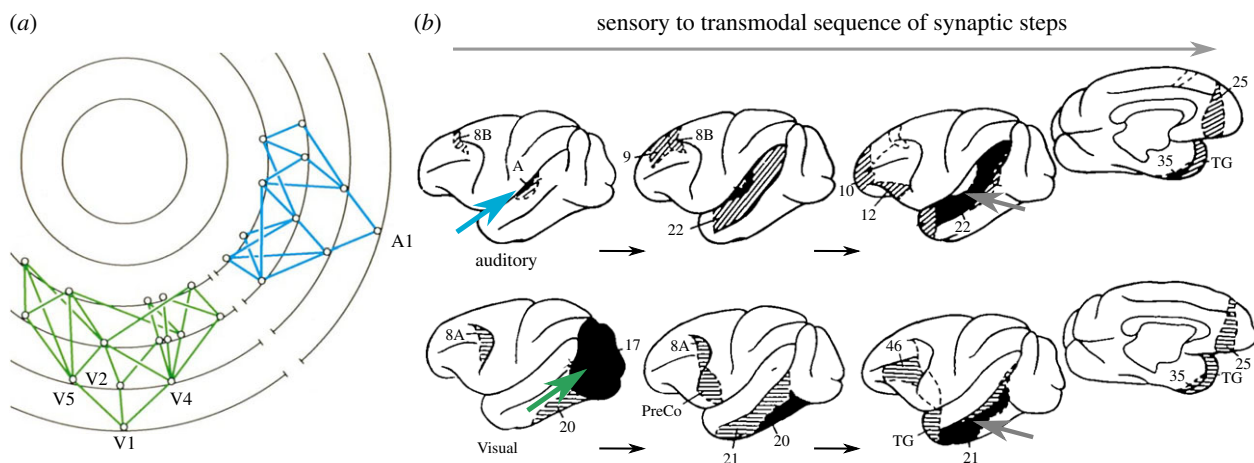 (a)
V2
V5
V4
V1
A1
(b)
sensory to transmodal sequence of synaptic steps
8B
A
auditory
9
8B
22
10
12
22
25
35
TG
8A
17
20
Visual
8A
PreCo
20
21
46
TG
21
25
35
TG